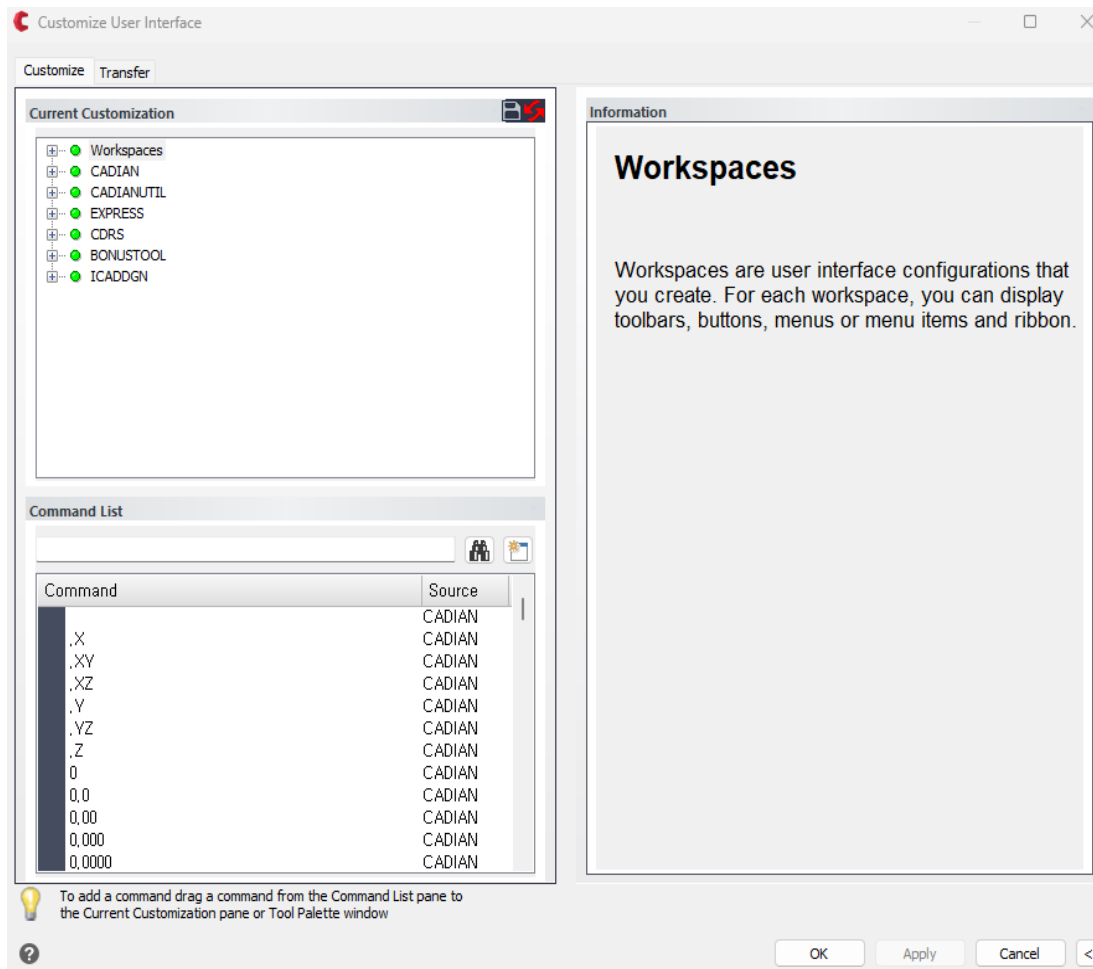 Customize User Interface
Customize Transfer
Current Customization
Workspaces
CADIAN
CADIANUTIL
EXPRESS
CDRS
BONUSTOOL
ICADDGN
Command List
Command Source
CADIAN
.X CADIAN
.XY CADIAN
.XZ CADIAN
.Y CADIAN
.YZ CADIAN
.Z CADIAN
0 CADIAN
0.0 CADIAN
0.00 CADIAN
0.000 CADIAN
0.0000 CADIAN
To add a command drag a command from the Command List pane to
the Current Customization pane or Tool Palette window
Information
Workspaces
Workspaces are user interface configurations that
you create. For each workspace, you can display
toolbars, buttons, menus or menu items and ribbon.
OK Apply Cancel <